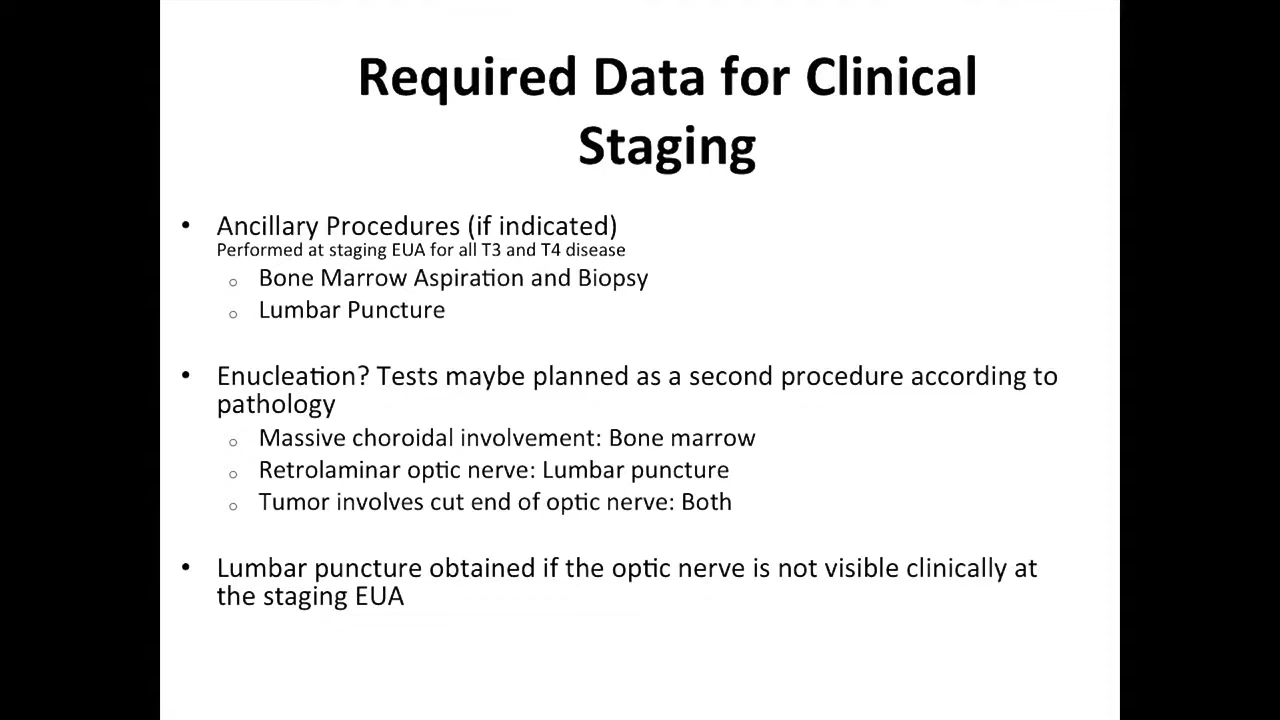 Required Data for Clinical
Staging
• Ancillary Procedures (if indicated)
Performed at staging EUA for all T3 and T4 disease
○ Bone Marrow Aspiration and Biopsy
○ Lumbar Puncture
• Enucleation? Tests maybe planned as a second procedure according to
pathology
○ Massive choroidal involvement: Bone marrow
○ Retrolaminar optic nerve: Lumbar puncture
○ Tumor involves cut end of optic nerve: Both
• Lumbar puncture obtained if the optic nerve is not visible clinically at
the staging EUA